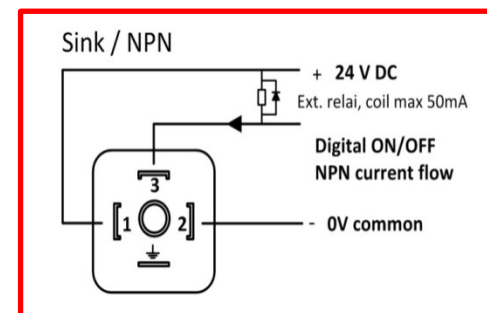 Sink / NPN
+ 24 V DC
Ext. relai, coil max 50mA
Digital ON/OFF
NPN current flow
3
1
2
- 0V common